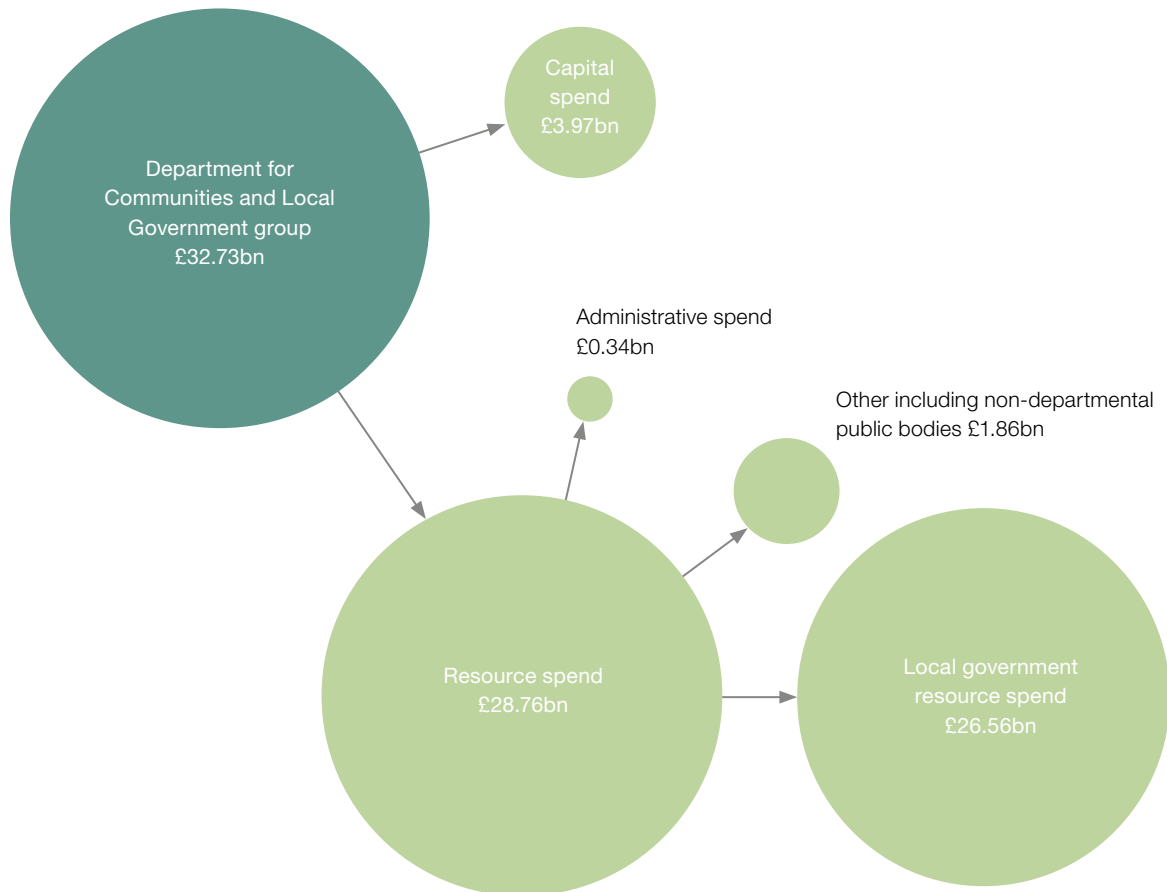 Capital
spend
£3.97bn
Department for
Communities and Local
Government group
£32.73bn
Administrative spend
£0.34bn
Other including non-departmental
public bodies £1.86bn
Resource spend
£28.76bn
Local government
resource spend
£26.56bn